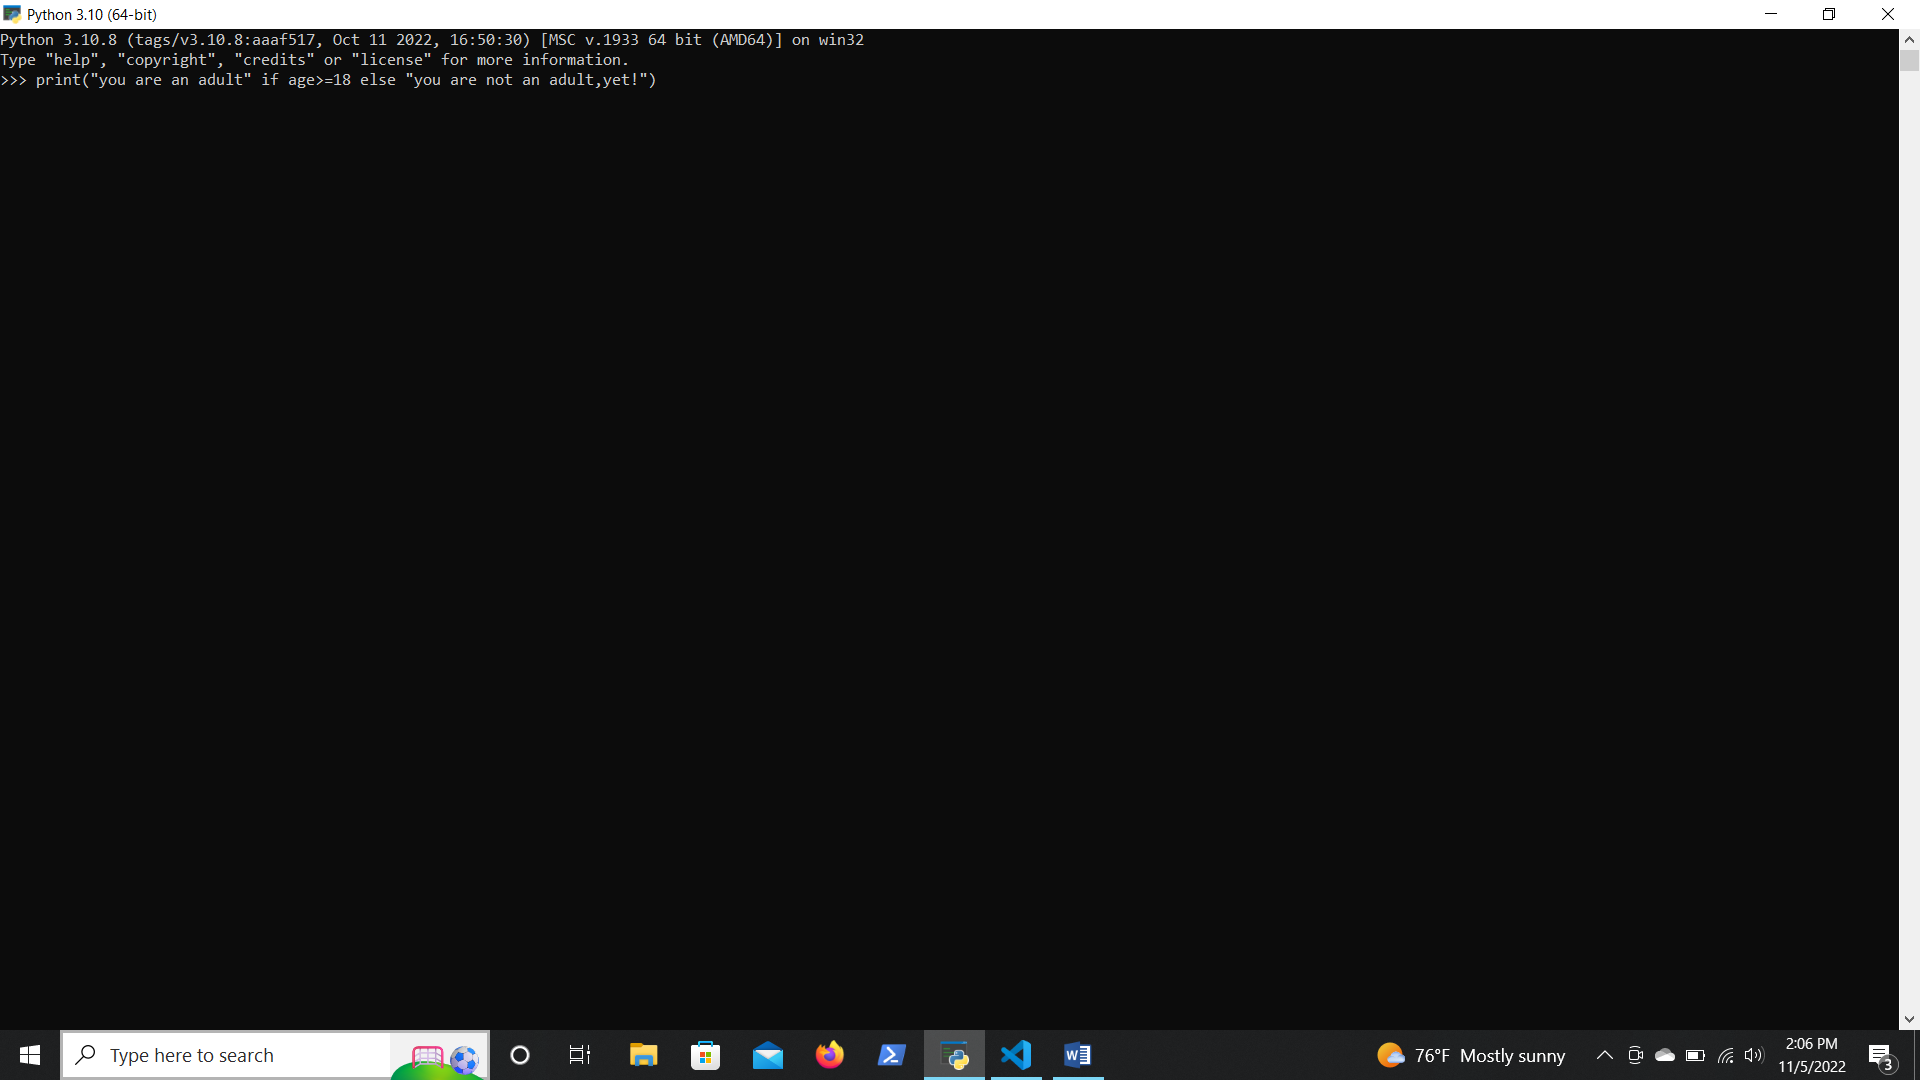 Python 3.10 (64-bit)
Python 3.10.8 (tags/v3.10.8:aaaf517, Oct 11 2022, 16:50:30) [MSC v.1933 64 bit (AMD64)] on win32
Type "help", "copyright", "credits" or "license" for more information.
>>> print("you are an adult" if age>=18 else "you are not an adult,yet!")
Type here to search
76°F Mostly sunny
2:06 PM
11/5/2022
3